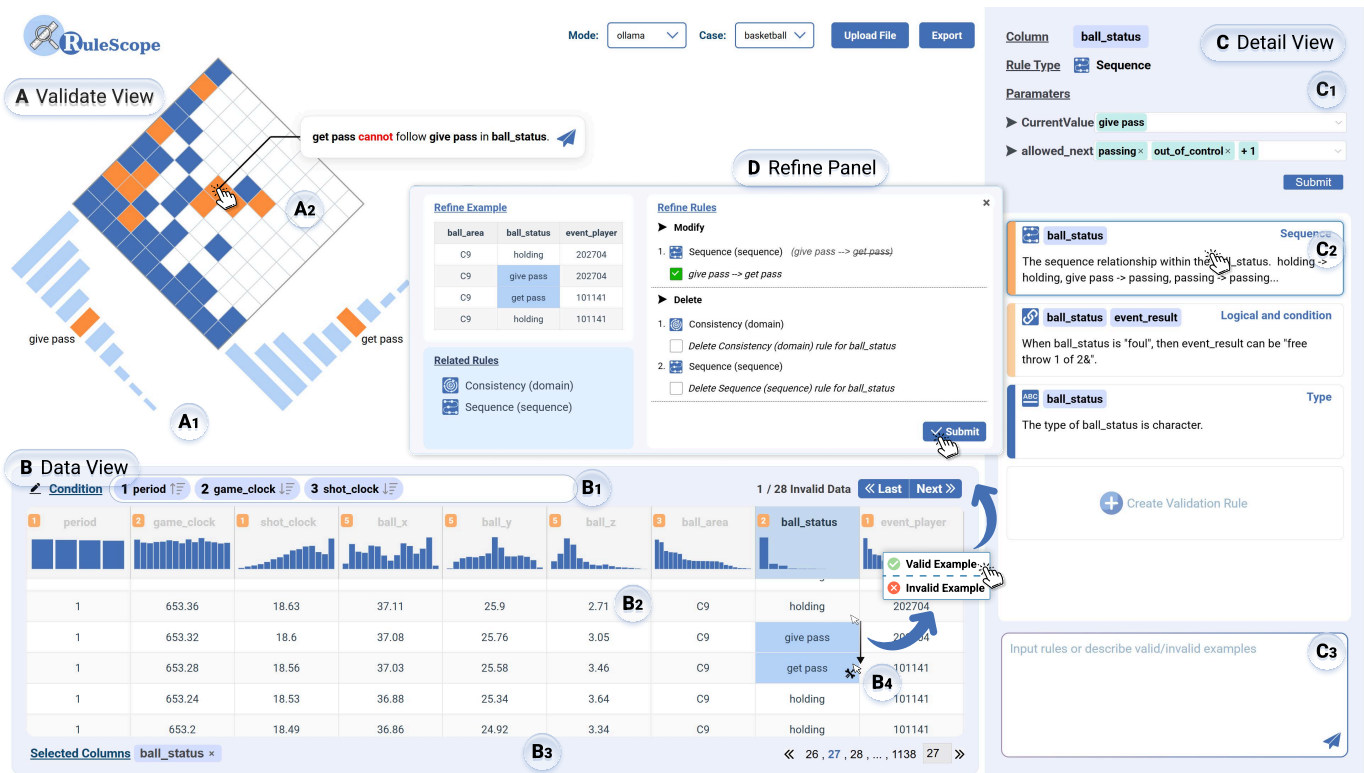 RuleScope
Mode: ollama Case: basketball Upload File Export
A Validate View
get pass cannot follow give pass in ball_status.
A2
give pass
get pass
A1
D Refine Panel
×
Refine Example
ball_area ball_status event_player
C9 holding 202704
C9 give pass 202704
C9 get pass 101141
C9 holding 101141
Related Rules
Consistency (domain)
Sequence (sequence)
Refine Rules
Modify
1. Sequence (sequence) (give pass --> get pass)
give pass --> get pass
Delete
1. Consistency (domain)
Delete Consistency (domain) rule for ball_status
2. Sequence (sequence)
Delete Sequence (sequence) rule for ball_status
Submit
B Data View
Condition 1 period 2 game_clock 3 shot_clock
B1
1 / 28 Invalid Data Last Next
1 period 2 game_clock 1 shot_clock 5 ball_x 5 ball_y 5 ball_z 3 ball_area 2 ball_status 1 event_player
Valid Example
Invalid Example
1 653.36 18.63 37.11 25.9 2.71 C9 holding 202704
B2
1 653.32 18.6 37.08 25.76 3.05 C9 give pass
1 653.28 18.56 37.03 25.58 3.46 C9 get pass 101141
B4
1 653.24 18.53 36.88 25.34 3.64 C9 holding 101141
1 653.2 18.49 36.86 24.92 3.34 C9 holding 101141
Selected Columns ball_status ×
B3
« 26 , 27 , 28 , ... , 1138 27 »
C Detail View
Column ball_status
Rule Type Sequence
Paramaters
C1
CurrentValue give pass
allowed_next passing × out_of_control × + 1
Submit
ball_status Sequence
C2
The sequence relationship within the status. holding ->
holding, give pass -> passing, passing -> passing...
ball_status event_result Logical and condition
When ball_status is "foul", then event_result can be "free
throw 1 of 2&".
ABC ball_status Type
The type of ball_status is character.
Create Validation Rule
Input rules or describe valid/invalid examples
C3